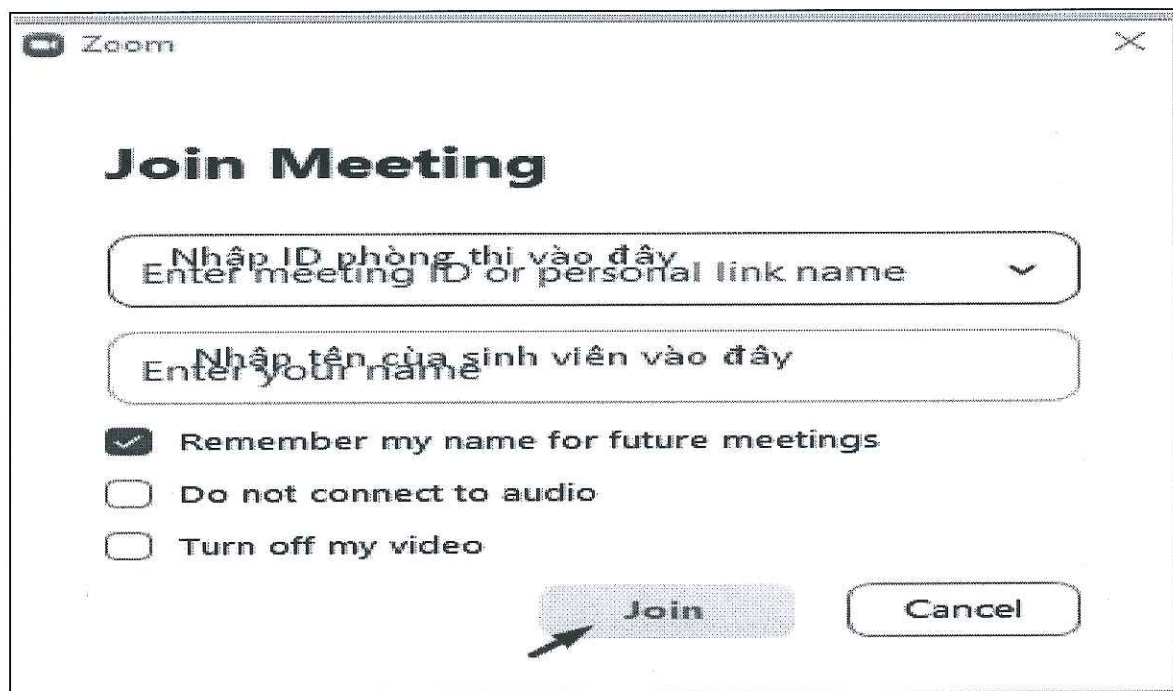 Zoom
Join Meeting
Nhập ID phòng thi vào đây
Enter meeting ID or personal link name
Nhập tên của sinh viên vào đây
Enter your name
Remember my name for future meetings
Do not connect to audio
Turn off my video
Join
Cancel